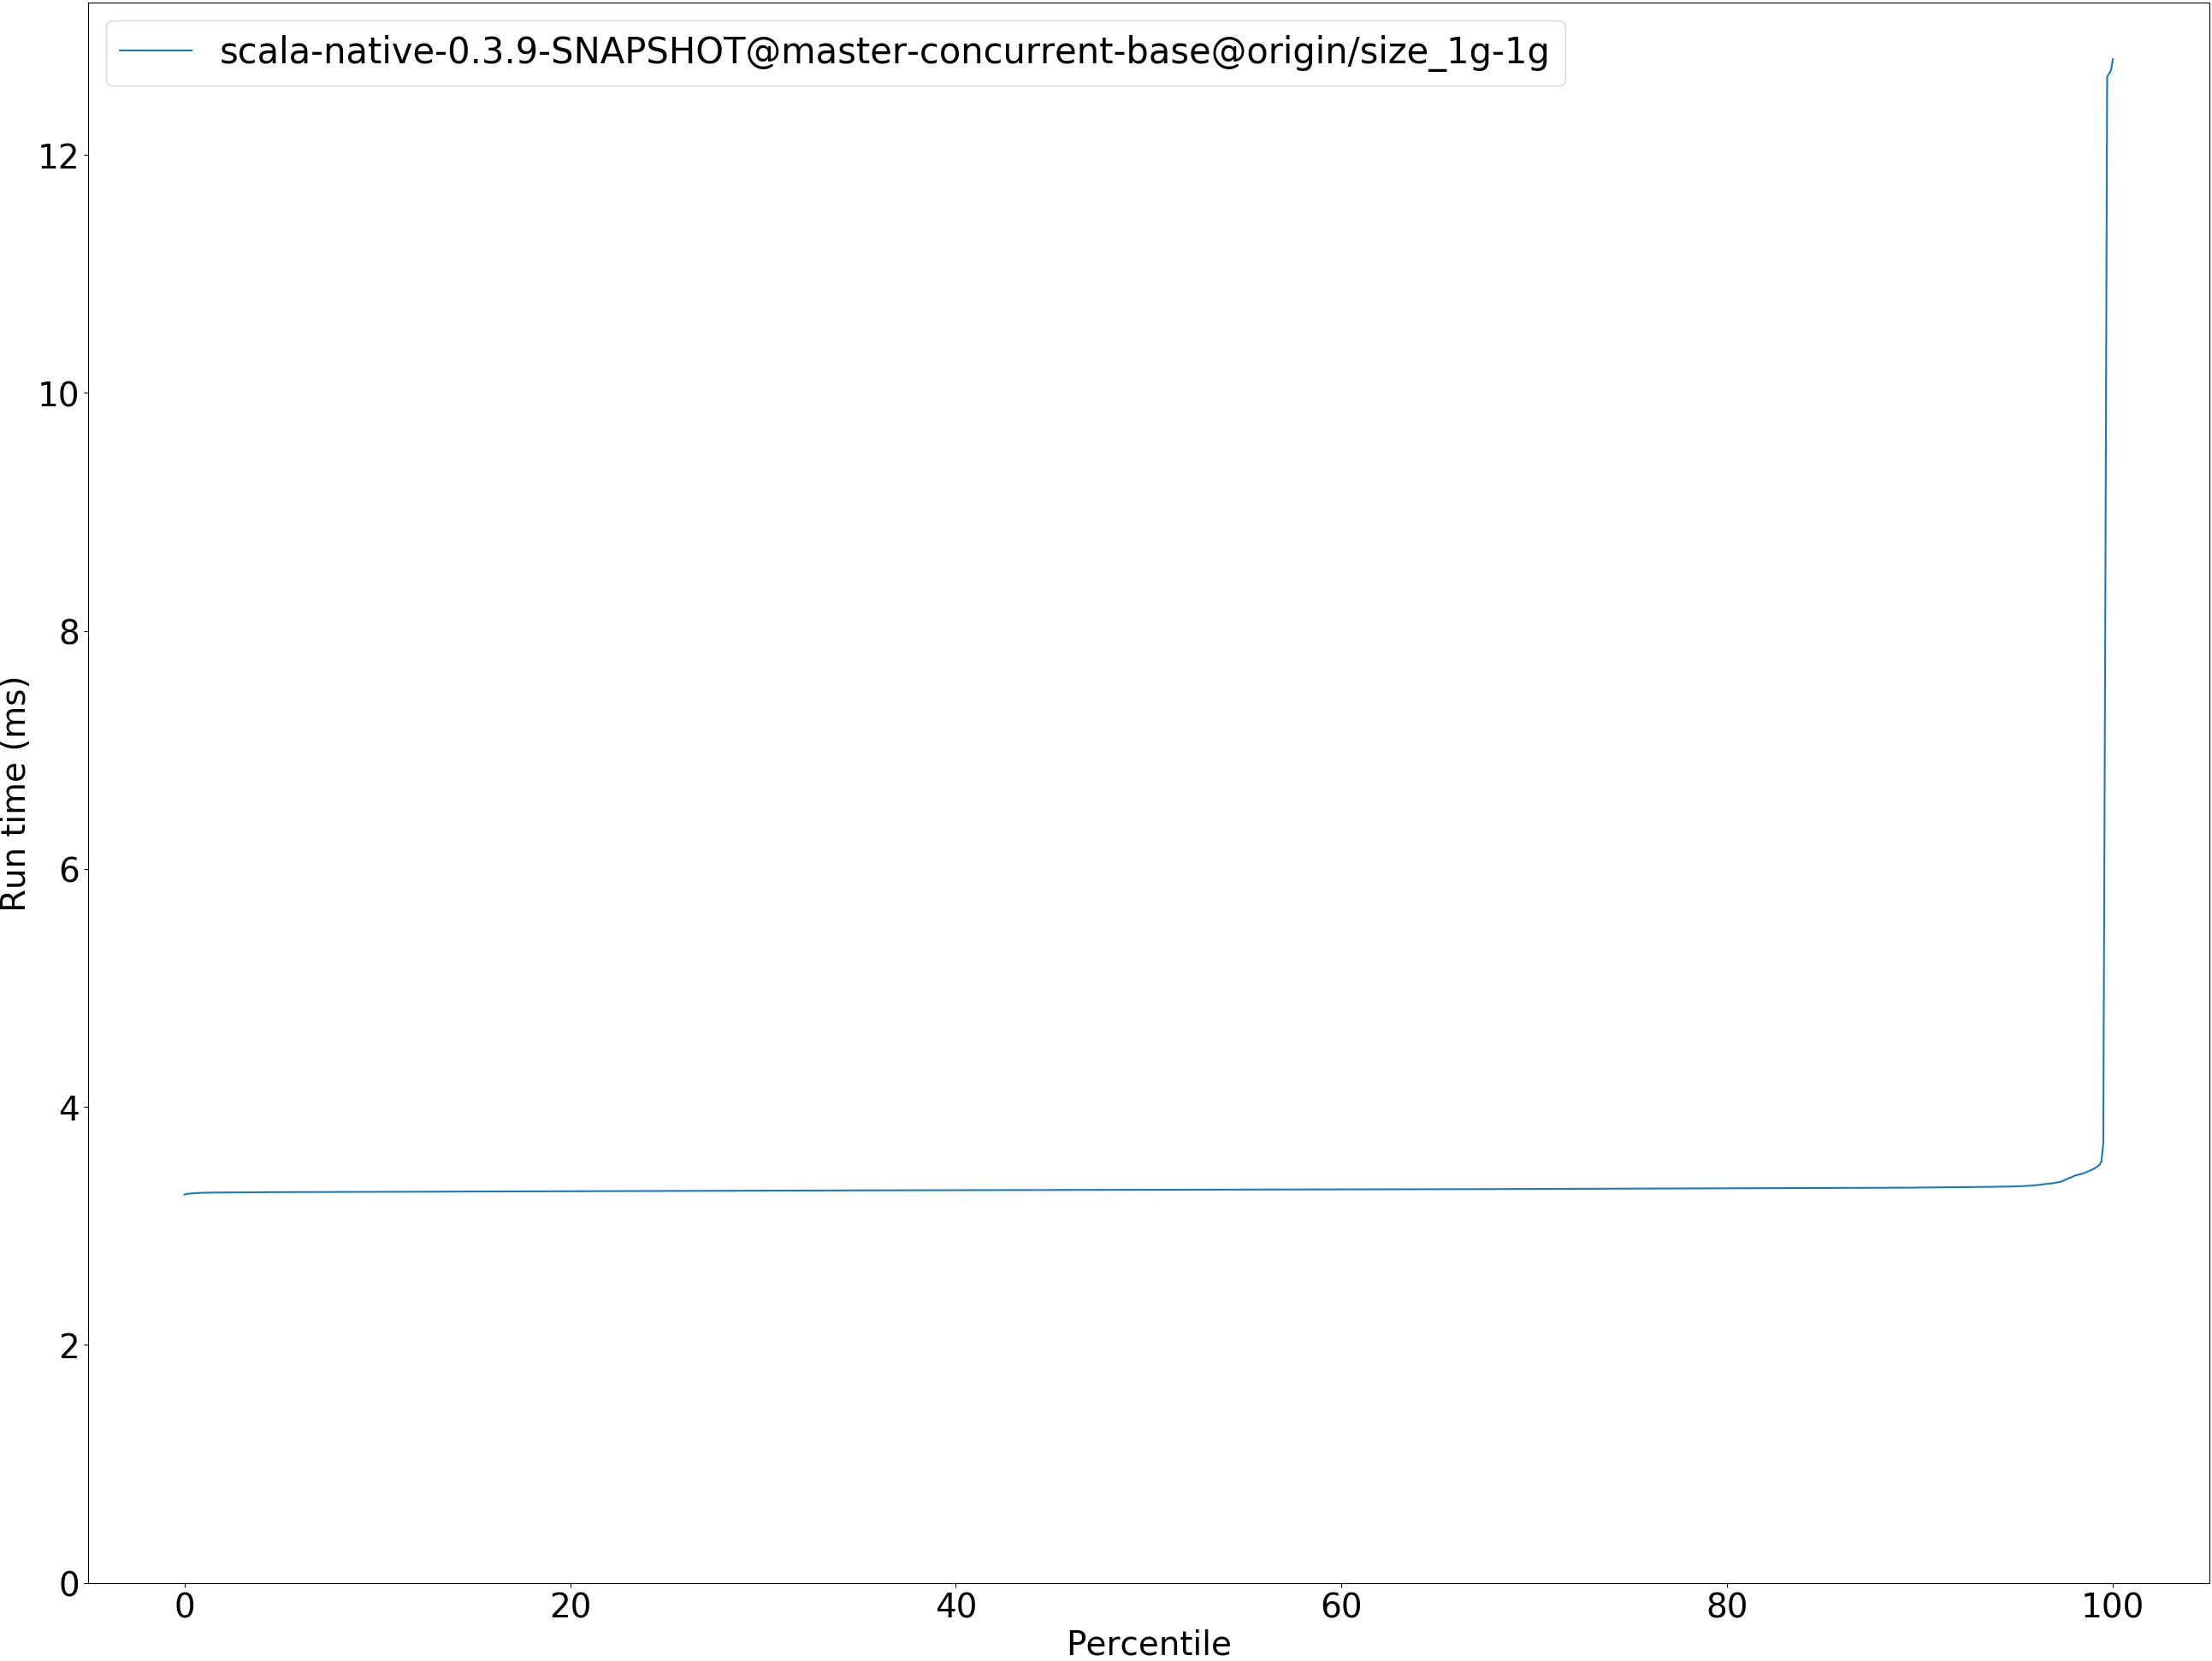 scala-native-0.3.9-SNAPSHOT@master-concurrent-base@origin/size_1g-1g
12
10
8
6
4
2
0
Run time (ms)
0 20 40 60 80 100
Percentile